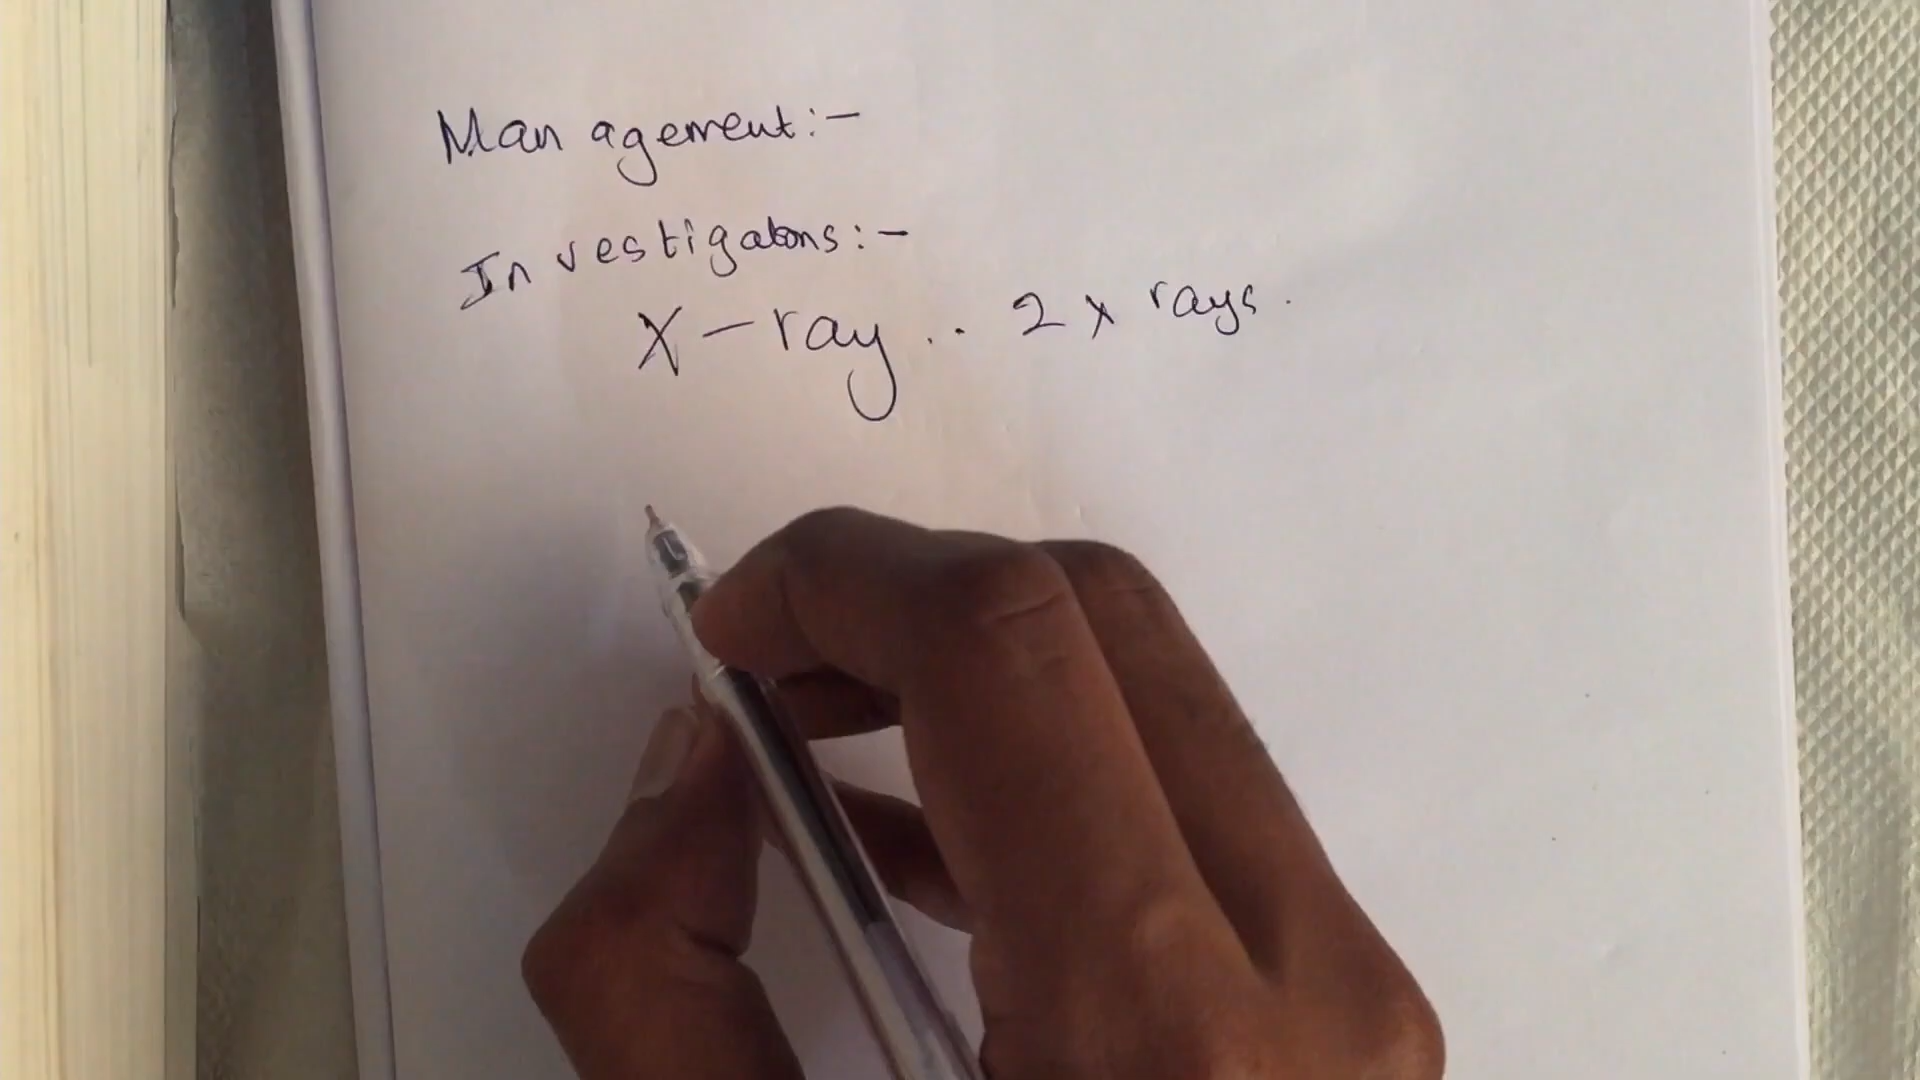 Management:-
Investigations:-
X-ray.. 2 x rays.